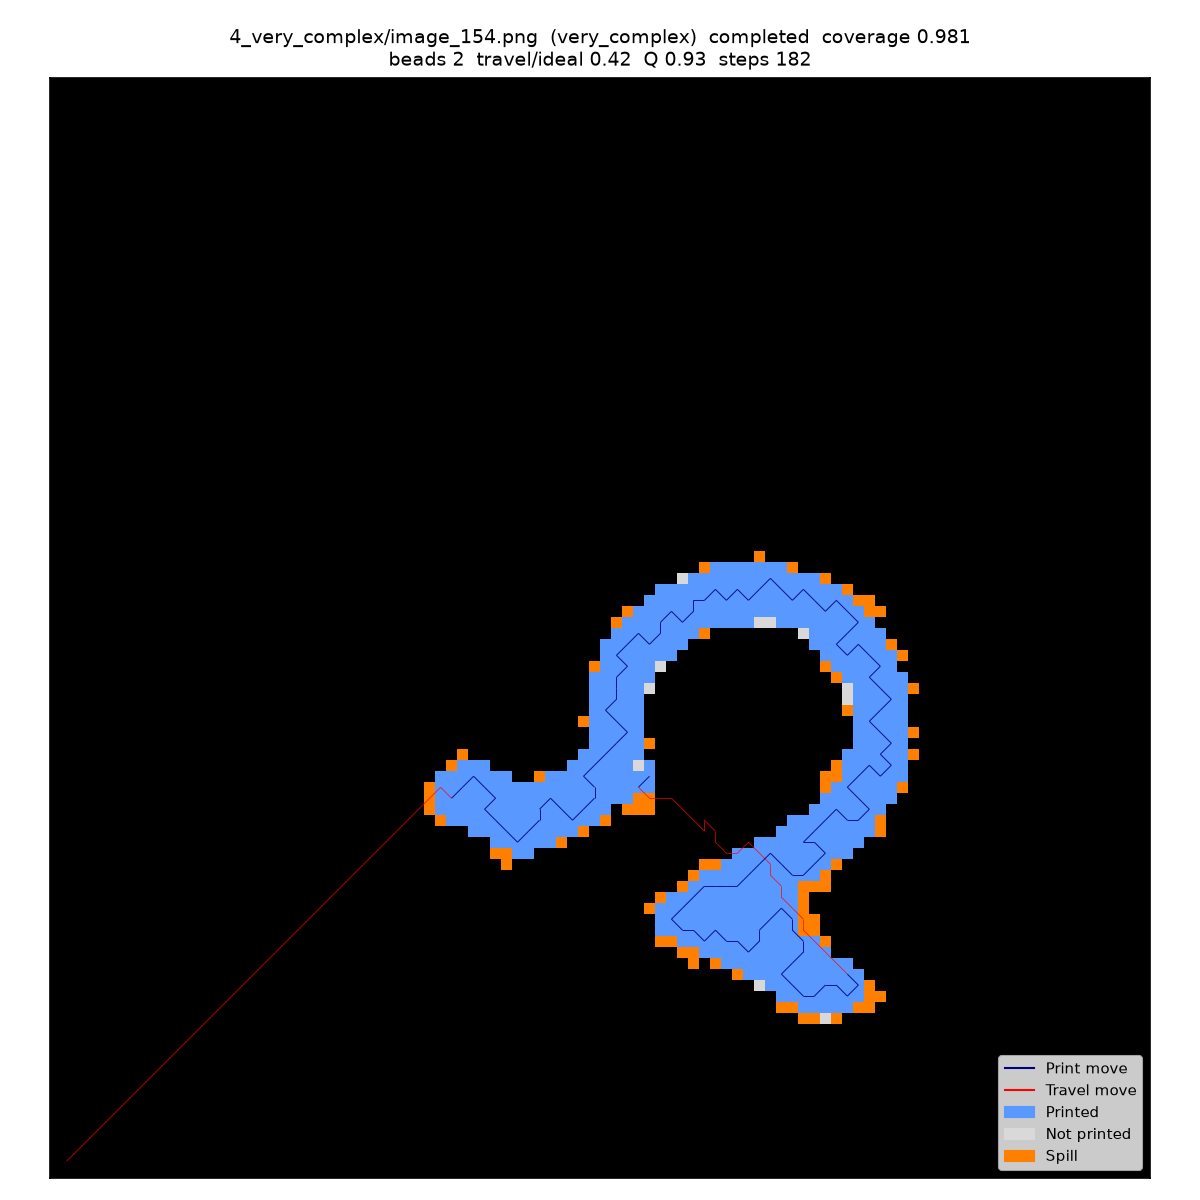 4_very_complex/image_154.png  (very_complex)  completed  coverage 0.981
beads 2  travel/ideal 0.42  Q 0.93  steps 182
Print move
Travel move
Printed
Not printed
Spill